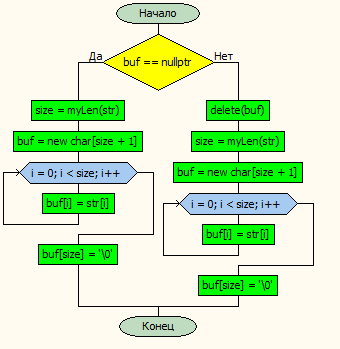 Начало
buf == nullptr
Да
Нет
size = myLen(str)
buf = new char[size + 1]
i = 0; i < size; i++
buf[i] = str[i]
buf[size] = '\0'
delete(buf)
size = myLen(str)
buf = new char[size + 1]
i = 0; i < size; i++
buf[i] = str[i]
buf[size] = '\0'
Конец